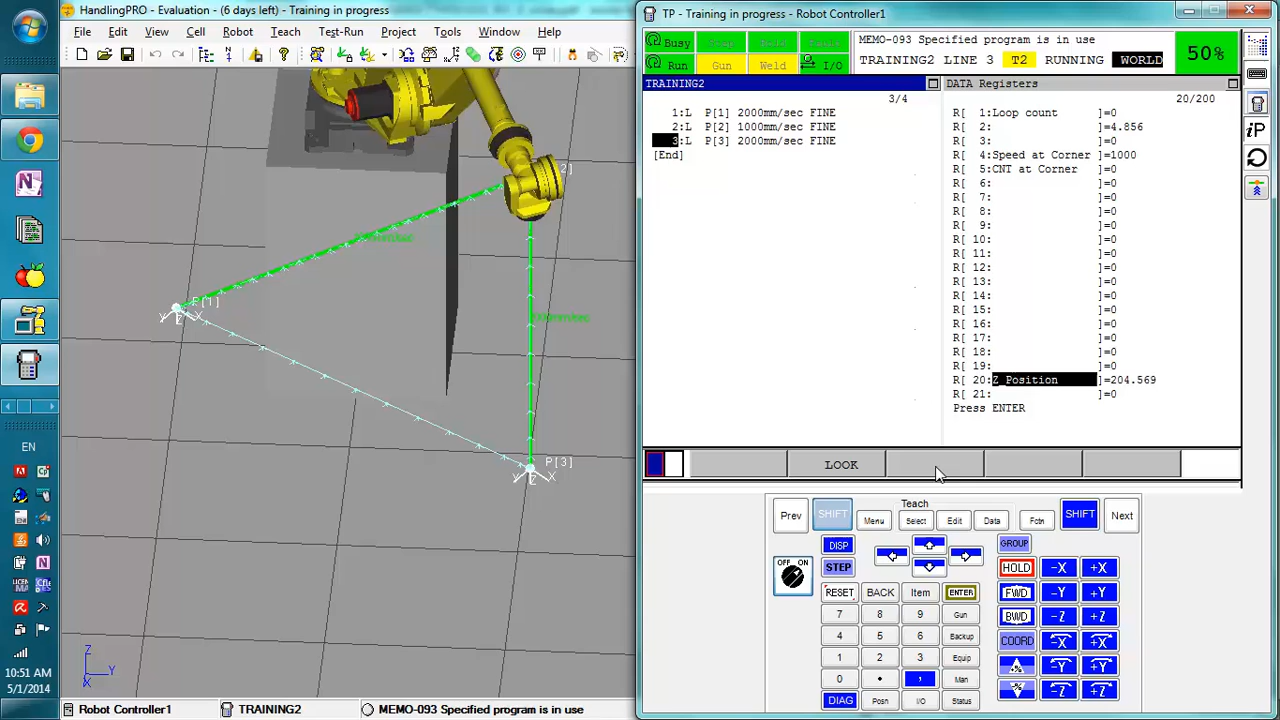 HandlingPRO - Evaluation - (6 days left) - Training in progress
File Edit View Cell Robot Teach Test-Run Project Tools Window Help
P[1]
P[3]
Z
Y
X
EN
10:51 AM
5/1/2014
Robot Controller1 TRAINING2 MEMO-093 Specified program is in use
TP - Training in progress - Robot Controller1
Busy
Run Gun Weld I/O
MEMO-093 Specified program is in use
TRAINING2 LINE 3 T2 RUNNING WORLD
50%
TRAINING2
3/4
1:L P[1] 2000mm/sec FINE
2:L P[2] 1000mm/sec FINE
3:L P[3] 2000mm/sec FINE
[End]
DATA Registers
20/200
R[ 1:Loop count ]=0
R[ 2: ]=4.856
R[ 3: ]=0
R[ 4:Speed at Corner ]=1000
R[ 5:CNT at Corner ]=0
R[ 6: ]=0
R[ 7: ]=0
R[ 8: ]=0
R[ 9: ]=0
R[ 10: ]=0
R[ 11: ]=0
R[ 12: ]=0
R[ 13: ]=0
R[ 14: ]=0
R[ 15: ]=0
R[ 16: ]=0
R[ 17: ]=0
R[ 18: ]=0
R[ 19: ]=0
R[ 20:Z_Position ]=204.569
R[ 21: ]=0
Press ENTER
LOOK
iP
Teach
Prev SHIFT Menu Select Edit Data Fctn SHIFT Next
DISP
GROUP
OFF ON
STEP
HOLD -X +X
RESET BACK Item ENTER FWD -Y +Y
7 8 9 Gun BWD -Z +Z
4 5 6 Backup COORD -X +X
1 2 3 Equip +% -Y +Y
0 . , Man -% -Z +Z
DIAG Posn I/O Status